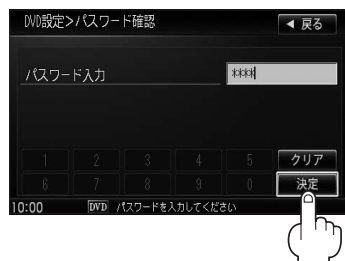 DVD設定>パスワード確認
◀ 戻る
パスワード入力 ****
1 2 3 4 5 クリア
6 7 8 9 0 決定
10:00 DVD パスワードを入力してくださ